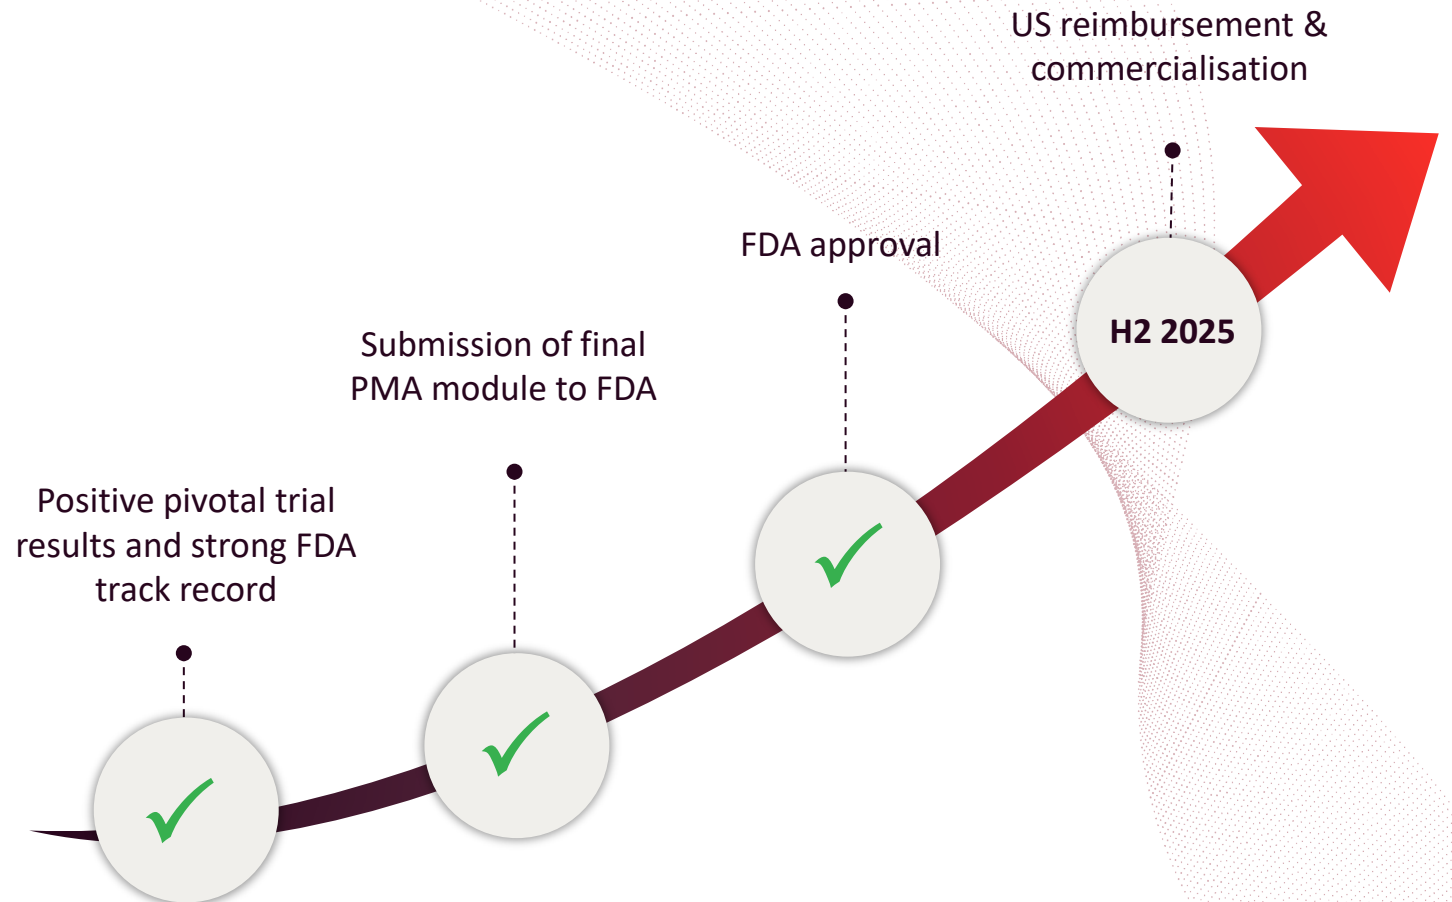 US reimbursement &
commercialisation
FDA approval
H2 2025
Submission of final
PMA module to FDA
Positive pivotal trial
results and strong FDA
track record